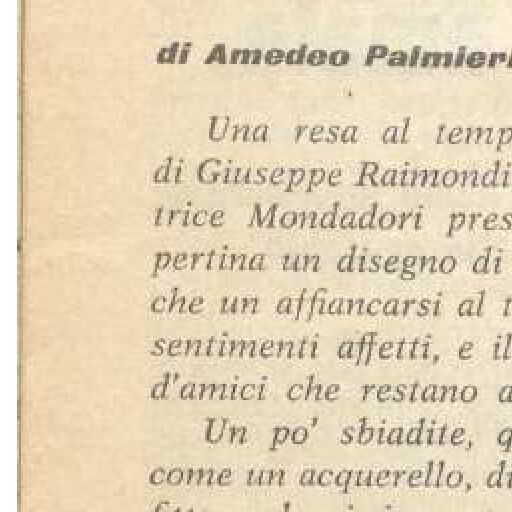 di Amedeo Palmieri
Una resa al temp
di Giuseppe Raimondi
trice Mondadori pres
pertina un disegno di
che un affiancarsi al t
sentimenti affetti, e il
d'amici che restano a
Un po' sbiadite, q
come un acquerello, di